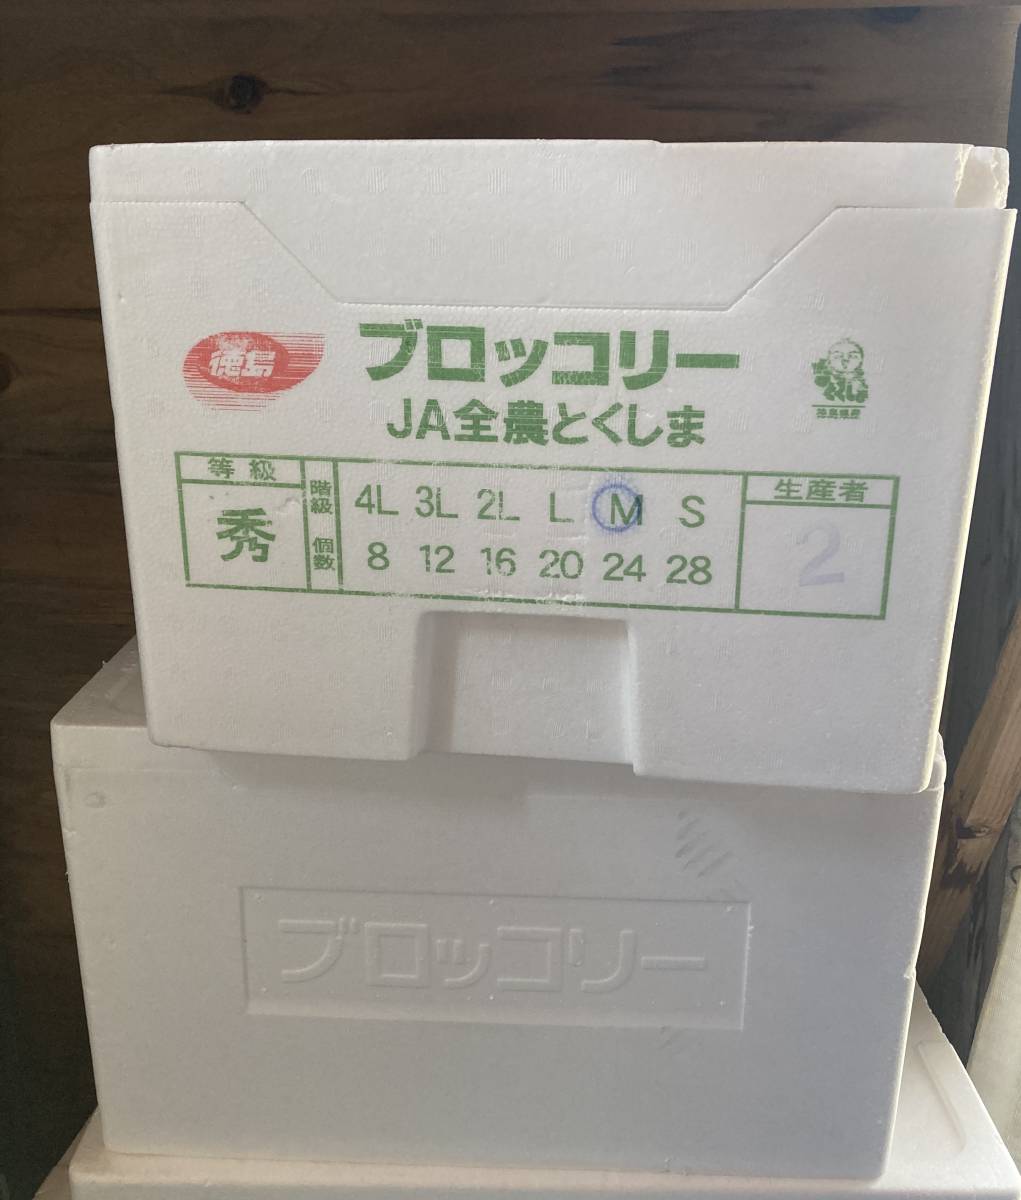 徳島
ブロッコリー
JA全農とくしま
等級
階級
4L 3L 2L L M S
生産者
秀
個数
8 12 16 20 24 28
2
ブロッコリー